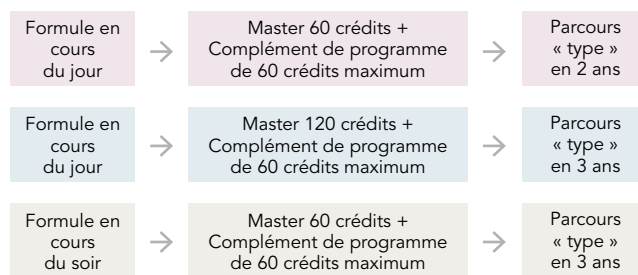 Formule en
cours
du jour
Master 60 crédits +
Complément de programme
de 60 crédits maximum
Parcours
« type »
en 2 ans
Formule en
cours
du jour
Master 120 crédits +
Complément de programme
de 60 crédits maximum
Parcours
« type »
en 3 ans
Formule en
cours
du soir
Master 60 crédits +
Complément de programme
de 60 crédits maximum
Parcours
« type »
en 3 ans